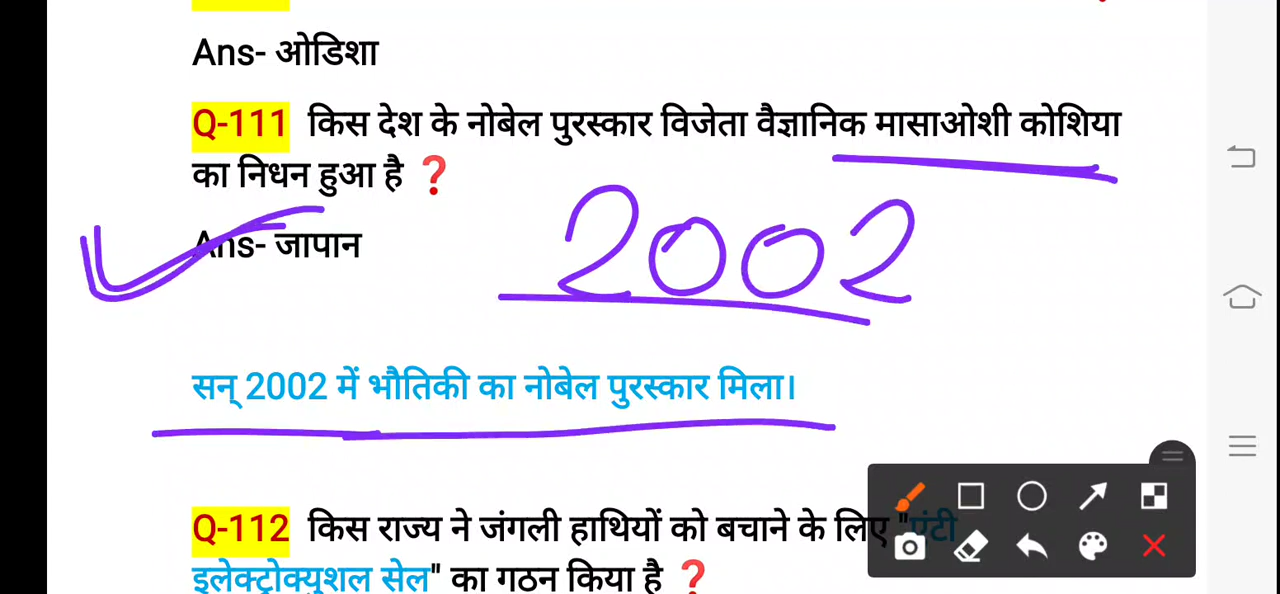 Ans- ओडिशा
Q-111 किस देश के नोबेल पुरस्कार विजेता वैज्ञानिक मासाओशी कोशिया
का निधन हुआ है ❓
Ans- जापान
2002
सन् 2002 में भौतिकी का नोबेल पुरस्कार मिला।
Q-112 किस राज्य ने जंगली हाथियों को बचाने के लिए "एंटी
इलेक्ट्रोक्यूशल सेल" का गठन किया है ❓